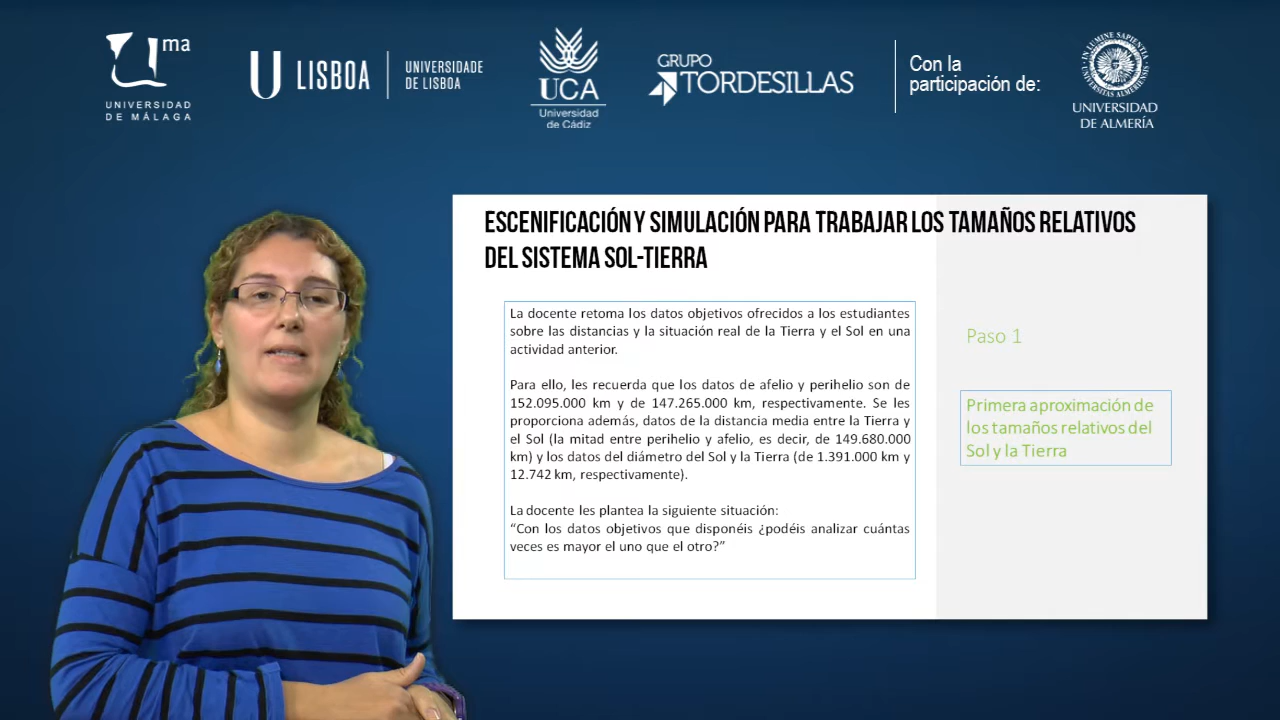 uma
UNIVERSIDAD
DE MÁLAGA
U LISBOA
UNIVERSIDADE
DE LISBOA
UCA
Universidad
de Cádiz
GRUPO
TORDESILLAS
Con la
participación de:
IN LUMINE SAPIENTIA
UNIVERSIDAD
DE ALMERÍA
ESCENIFICACIÓN Y SIMULACIÓN PARA TRABAJAR LOS TAMAÑOS RELATIVOS
DEL SISTEMA SOL-TIERRA
La docente retoma los datos objetivos ofrecidos a los estudiantes
sobre las distancias y la situación real de la Tierra y el Sol en una
actividad anterior.
Para ello, les recuerda que los datos de afelio y perihelio son de
152.095.000 km y de 147.265.000 km, respectivamente. Se les
proporciona además, datos de la distancia media entre la Tierra y
el Sol (la mitad entre perihelio y afelio, es decir, de 149.680.000
km) y los datos del diámetro del Sol y la Tierra (de 1.391.000 km y
12.742 km, respectivamente).
La docente les plantea la siguiente situación:
“Con los datos objetivos que disponéis ¿podéis analizar cuántas
veces es mayor el uno que el otro?”
Paso 1
Primera aproximación de
los tamaños relativos del
Sol y la Tierra